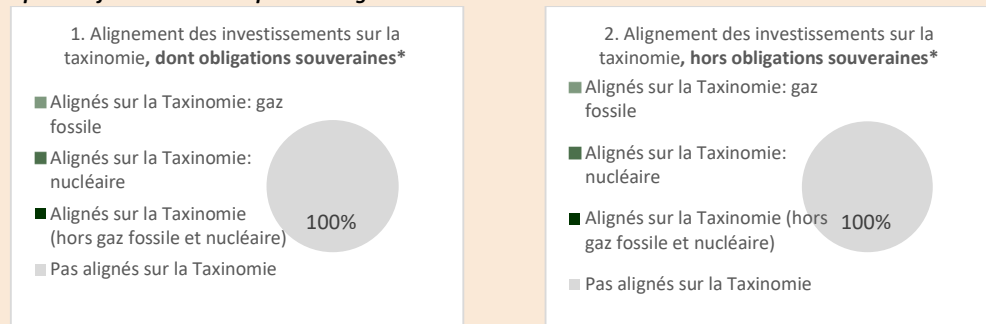 1. Alignement des investissements sur la
taxinomie, dont obligations souveraines*
Alignés sur la Taxinomie: gaz
fossile
Alignés sur la Taxinomie:
nucléaire
Alignés sur la Taxinomie
(hors gaz fossile et nucléaire)
Pas alignés sur la Taxinomie
100%
2. Alignement des investissements sur la
taxinomie, hors obligations souveraines*
Alignés sur la Taxinomie: gaz
fossile
Alignés sur la Taxinomie:
nucléaire
Alignés sur la Taxinomie (hors
gaz fossile et nucléaire)
Pas alignés sur la Taxinomie
100%